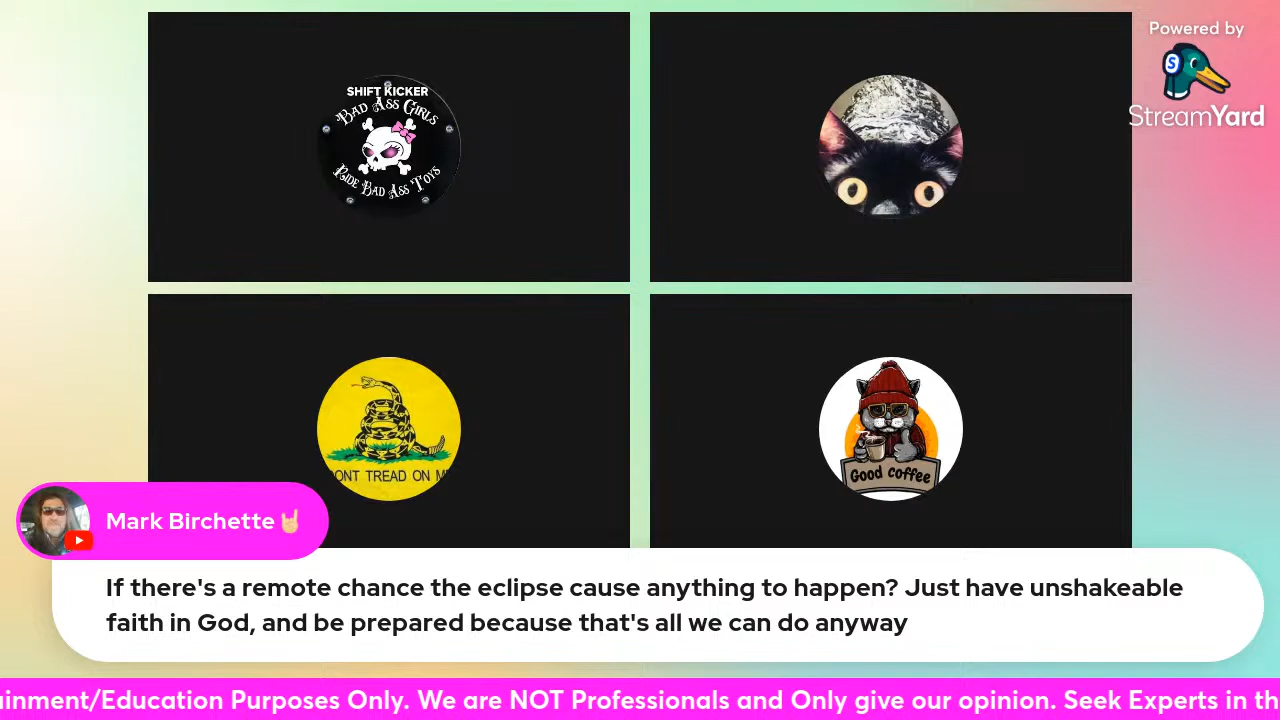 Powered by
StreamYard
S
SHIFT KICKER
BAD ASS GIRLS
RIDE BAD ASS TOYS
DONT TREAD ON ME
Good coffee
Mark Birchette🤘🏼
If there's a remote chance the eclipse cause anything to happen? Just have unshakeable
faith in God, and be prepared because that's all we can do anyway
ainment/Education Purposes Only. We are NOT Professionals and Only give our opinion. Seek Experts in th